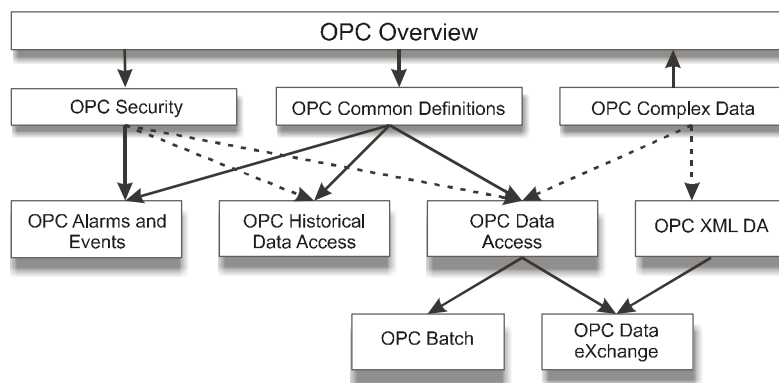 OPC Overview
OPC Security
OPC Common Definitions
OPC Complex Data
OPC Alarms and
Events
OPC Historical
Data Access
OPC Data
Access
OPC XML DA
OPC Batch
OPC Data
eXchange